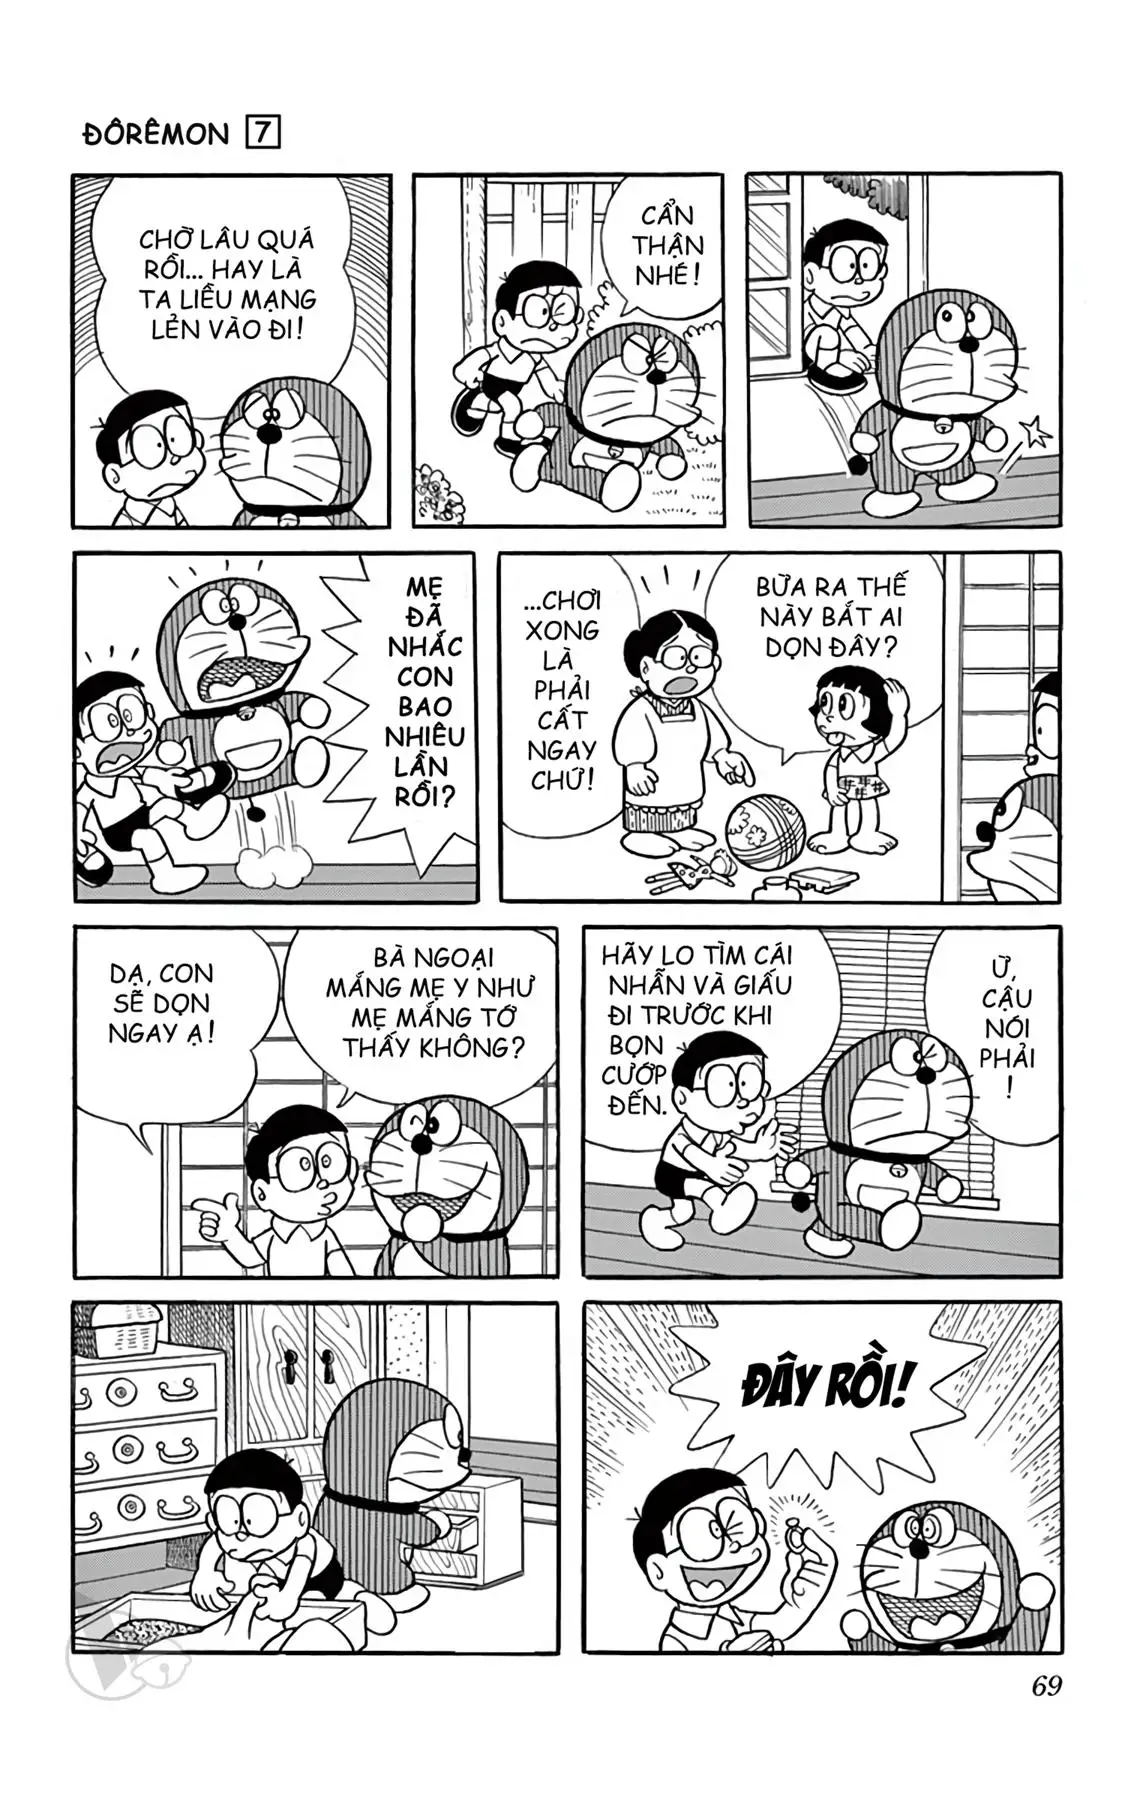 ĐÔRÊMON 7
CHỜ LÂU QUÁ
RỒI... HAY LÀ
TA LIỀU MẠNG
LẺN VÀO ĐI!
CẨN
THẬN
NHÉ!
MẸ
ĐÃ
NHẮC
CON
BAO
NHIÊU
LẦN
RỒI?
...CHƠI
XONG
LÀ
PHẢI
CẤT
NGAY
CHỨ!
BỮA RA THẾ
NÀY BẮT AI
DỌN ĐÂY?
DẠ, CON
SẼ DỌN
NGAY Ạ!
BÀ NGOẠI
MẮNG MẸ Y NHƯ
MẸ MẮNG TỚ
THẤY KHÔNG?
HÃY LO TÌM CÁI
NHẪN VÀ GIẤU
ĐI TRƯỚC KHI
BỌN
CƯỚP
ĐẾN.
Ừ,
CẬU
NÓI
PHẢI
!
ĐÂY RỒI!
69